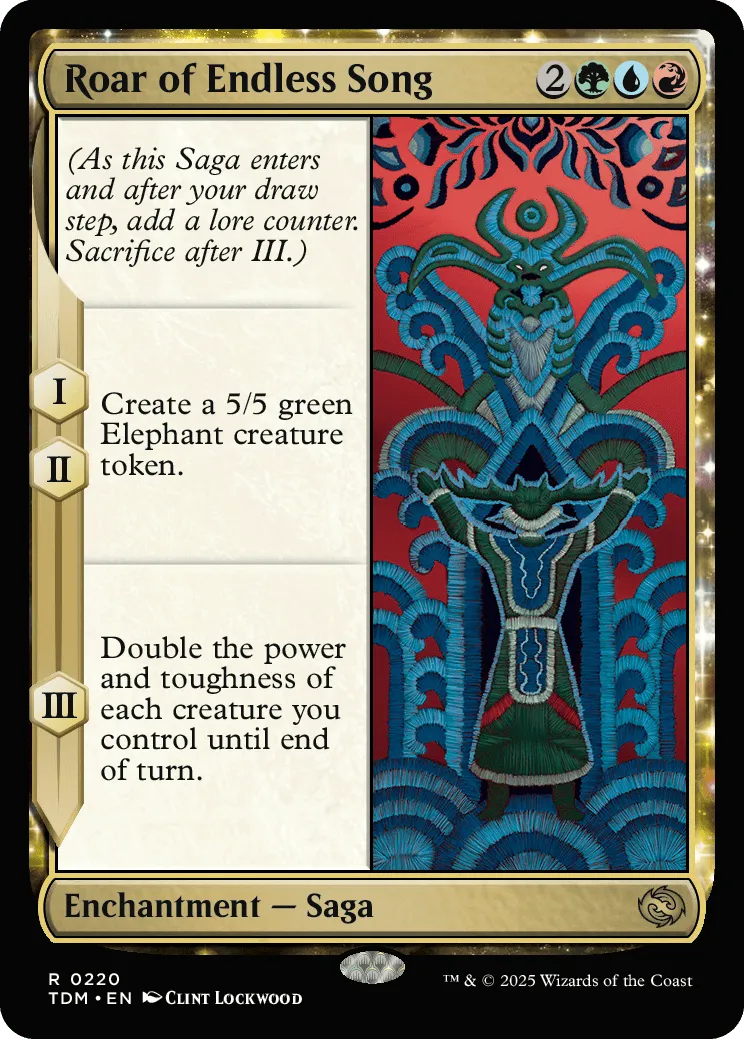 Roar of Endless Song 2
(As this Saga enters
and after your draw
step, add a lore counter.
Sacrifice after III.)
I
II
Create a 5/5 green
Elephant creature
token.
III
Double the power
and toughness of
each creature you
control until end
of turn.
Enchantment — Saga
R 0220
TDM • EN Clint Lockwood
™ & © 2025 Wizards of the Coast